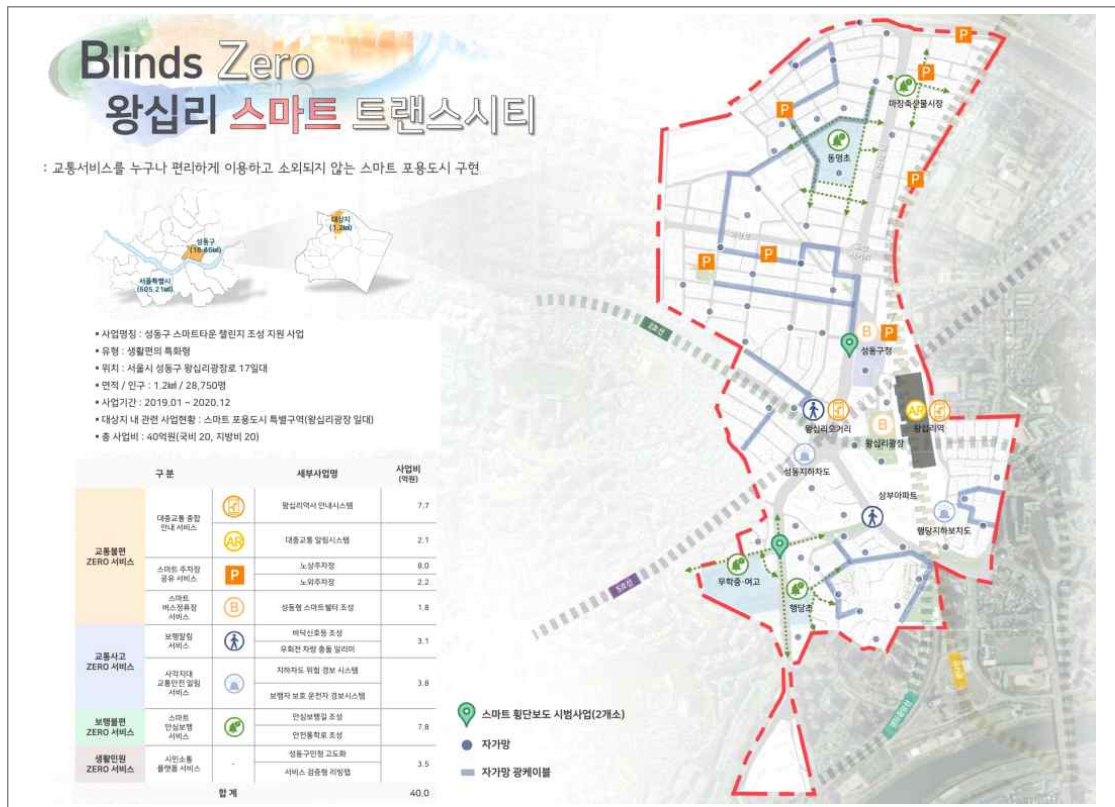 Blinds Zero
왕십리 스마트 트랜스시티
: 교통서비스를 누구나 편리하게 이용하고 소외되지 않는 스마트 포용도시 구현
성동구
서울특별시
대상지
▪ 사업명칭 : 성동구 스마트타운 챌린지 조성 지원 사업
▪ 유형 : 생활편의 특화형
▪ 위치 : 서울시 성동구 왕십리광장로 17일대
▪ 면적 / 인구 : 1.2㎢ / 28,750명
▪ 사업기간 : 2019.01 ~ 2020.12
▪ 대상지 내 관련 사업현황 : 스마트 포용도시 특별구역(왕십리광장 일대)
▪ 총 사업비 : 40억원(국비 20, 지방비 20)
구 분 세부사업명 사업비
(억원)
교통불편
ZERO 서비스
대중교통 종합
안내 서비스
왕십리역사 안내시스템 7.7
AR 대중교통 알림시스템 2.1
스마트 주차장
공유 서비스
P
노상주차장 8.0
노외주차장 2.2
스마트
버스정류장
서비스
B 성동형 스마트쉘터 조성 1.8
교통사고
ZERO 서비스
보행알림
서비스
바닥신호등 조성
우회전 차량 충돌 알리미
3.1
사각지대
교통안전 알림
서비스
지하차도 위험 경보 시스템
보행자 보호 운전자 경보시스템
3.8
보행불편
ZERO 서비스
스마트
안심보행
서비스
안심보행길 조성
안전통학로 조성
7.8
생활민원
ZERO 서비스
시민소통
플랫폼 서비스
-
성동구민청 고도화
서비스 검증형 리빙랩
3.5
합 계 40.0
P
P
마장축산물시장
P
동명초
P
P
P
2호선
B
P
성동구청
AR
왕십리오거리
B
왕십리광장
왕십리역
성동지하차도
삼부아파트
행당지하보차도
5호선
무학중·여고
행당초
스마트 횡단보도 시범사업(2개소)
자가망
자가망 광케이블